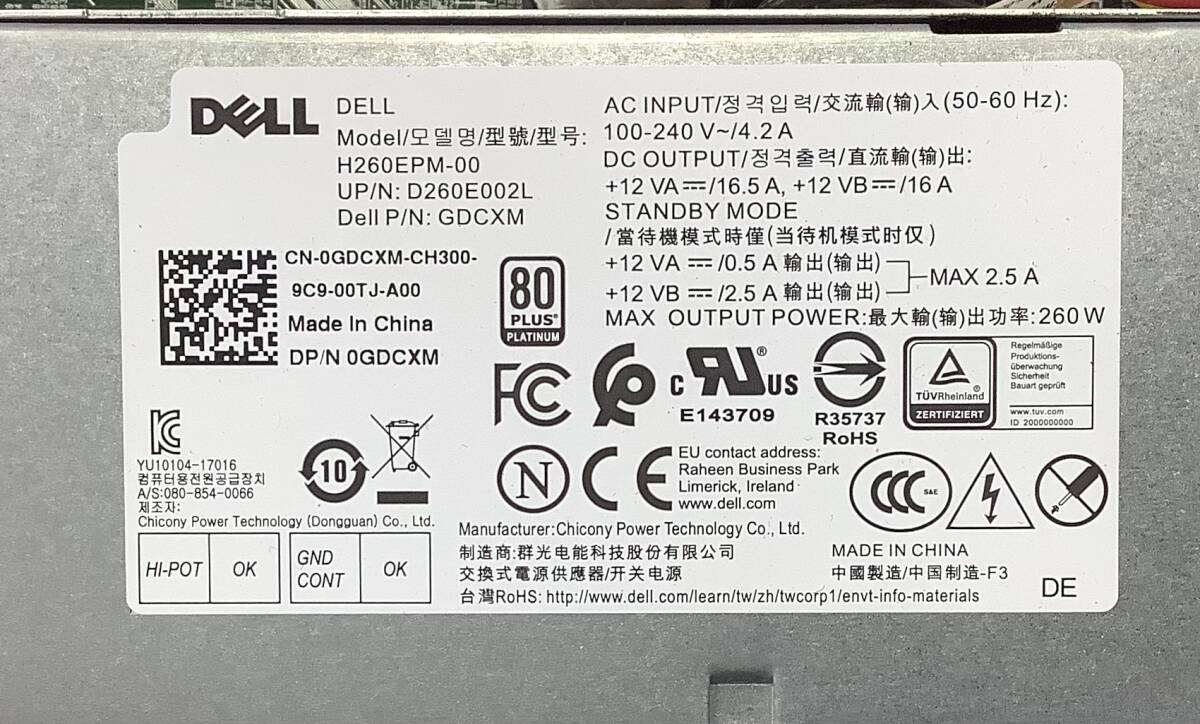 DELL
DELL
Model/모델명/型號/型号:
H260EPM-00
UP/N: D260E002L
Dell P/N: GDCXM
CN-0GDCXM-CH300-
9C9-00TJ-A00
Made In China
DP/N 0GDCXM
80
PLUS®
PLATINUM
AC INPUT/정격입력/交流輸(输)入(50-60 Hz):
100-240 V~/4.2 A
DC OUTPUT/정격출력/直流輸(输)出:
+12 VA⎓/16.5 A, +12 VB⎓/16 A
STANDBY MODE
/當待機模式時僅(当待机模式时仅)
+12 VA ⎓/0.5 A 輸出(输出)
+12 VB ⎓/2.5 A 輸出(输出)
MAX 2.5 A
MAX OUTPUT POWER:最大輸(输)出功率:260 W
FC
c RU® US
E143709
R35737
RoHS
TÜVRheinland®
ZERTIFIZIERT
Regelmäßige
Produktions-
überwachung
Sicherheit
Bauart geprüft
www.tuv.com
ID 2000000000
KC
YU10104-17016
컴퓨터용전원공급장치
A/S:080-854-0066
제조자:
Chicony Power Technology (Dongguan) Co., Ltd.
10
N
CE
EU contact address:
Raheen Business Park
Limerick, Ireland
www.dell.com
CCC
S&E
HI-POT
OK
GND
CONT
OK
Manufacturer:Chicony Power Technology Co., Ltd.
制造商:群光电能科技股份有限公司
交換式電源供應器/开关电源
台灣RoHS: http://www.dell.com/learn/tw/zh/twcorp1/envt-info-materials
MADE IN CHINA
中國製造/中国制造-F3
DE